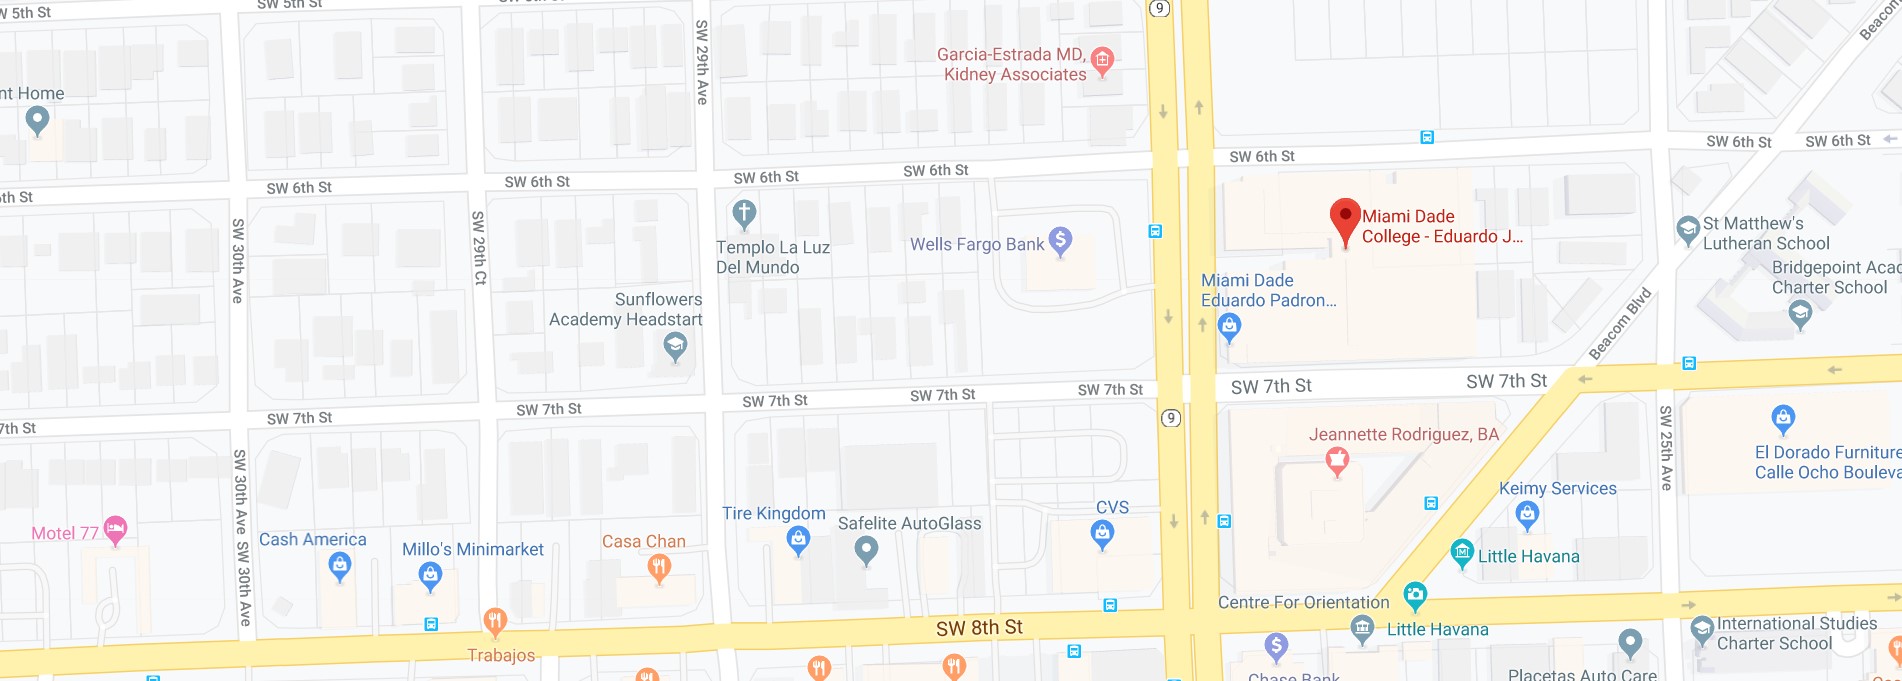 W 5th St
SW 5th St
SW 29th Ave
9
Beacom
Garcia-Estrada MD,
Kidney Associates
nt Home
SW 6th St
SW 6th St
SW 6th St
SW 6th St
SW 6th St
SW 6th St
SW 6th St
6th St
SW 30th Ave
SW 29th Ct
Templo La Luz
Del Mundo
Wells Fargo Bank
Miami Dade
College - Eduardo J...
St Matthew's
Lutheran School
Bridgepoint Aca
Charter School
Miami Dade
Eduardo Padron...
Sunflowers
Academy Headstart
Beacom Blvd
SW 7th St
SW 7th St
SW 7th St
SW 7th St
SW 7th St
SW 7th St
SW 7th St
7th St
9
SW 25th Ave
Jeannette Rodriguez, BA
El Dorado Furniture
Calle Ocho Bouleva
SW 30th Ave
SW 30th Ave
Keimy Services
Motel 77
Cash America
Millo's Minimarket
Casa Chan
Tire Kingdom
Safelite AutoGlass
CVS
Little Havana
Centre For Orientation
Little Havana
SW 8th St
International Studies
Charter School
Trabajos
Chase Bank
Placetas Auto Care